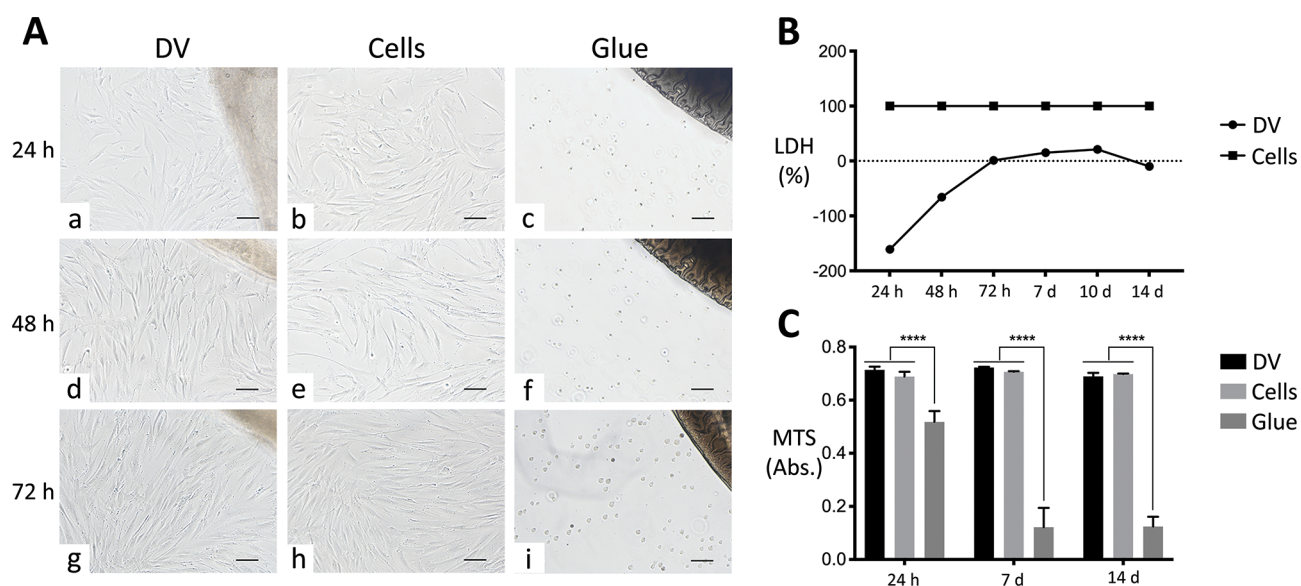 A
DV Cells Glue
24 h
a b c
48 h
d e f
72 h
g h i
B
200
100
0
-100
-200
LDH
(%)
24 h 48 h 72 h 7 d 10 d 14 d
DV
Cells
C
0.8
0.6
0.4
0.2
0.0
MTS
(Abs.)
**** **** ****
24 h 7 d 14 d
DV
Cells
Glue